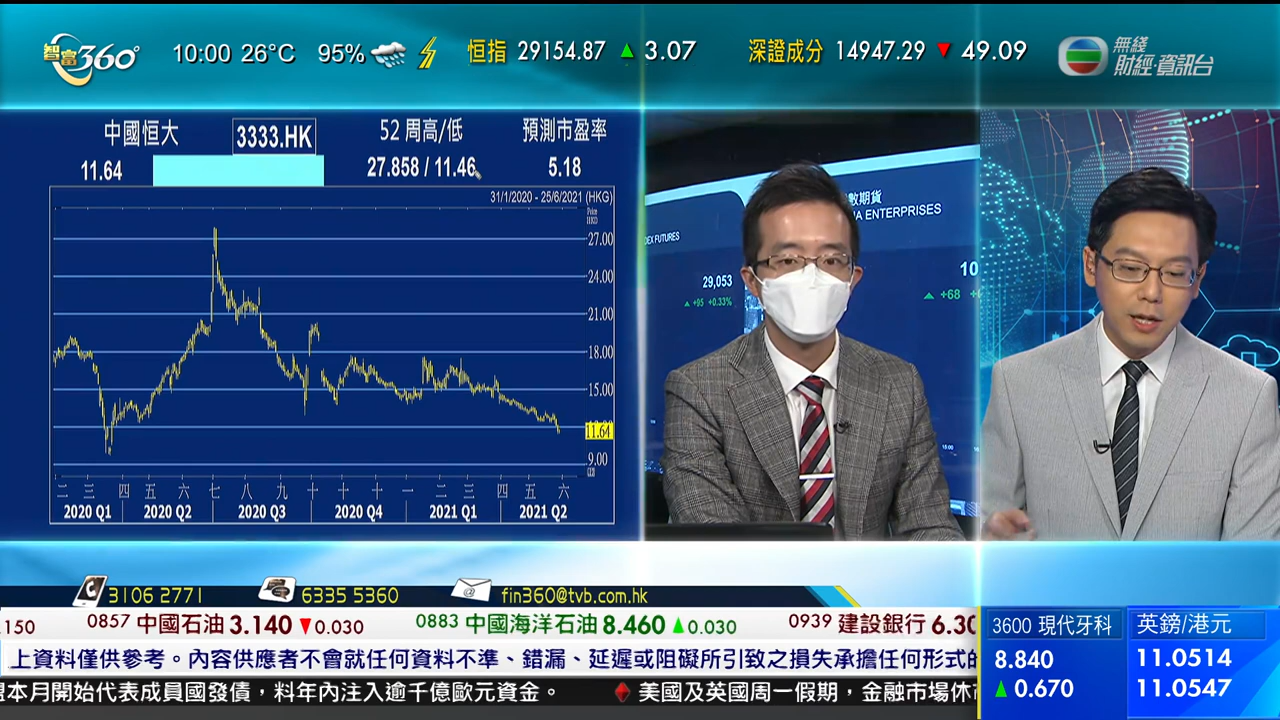 智富360°
10:00 26°C 95%
恒指 29154.87 ▲ 3.07
深證成分 14947.29 ▼ 49.09
無綫
財經·資訊台
中國恒大 3333.HK 52 周高/低 預測市盈率
11.64 27.858 / 11.46 5.18
31/1/2020 - 25/6/2021 (HKG)
Price
HKD
27.00
24.00
21.00
18.00
15.00
11.64
9.00
二 三 四 五 六 七 八 九 十 十 十 一 二 三 四 五 六
2020 Q1 2020 Q2 2020 Q3 2020 Q4 2021 Q1 2021 Q2
數期貨
ENTERPRISES
DEX FUTURES
29,053
▲ +95 +0.33%
10
▲ +68
3106 2771 6335 5360 fin360@tvb.com.hk
.150 0857 中國石油 3.140 ▼ 0.030 0883 中國海洋石油 8.460 ▲ 0.030 0939 建設銀行 6.30
上資料僅供參考。內容供應者不會就任何資料不準、錯漏、延遲或阻礙所引致之損失承擔任何形式的
本月開始代表成員國發債，料年內注入逾千億歐元資金。 ◆ 美國及英國周一假期，金融市場休市
3600 現代牙科
8.840
▲ 0.670
英鎊/港元
11.0514
11.0547